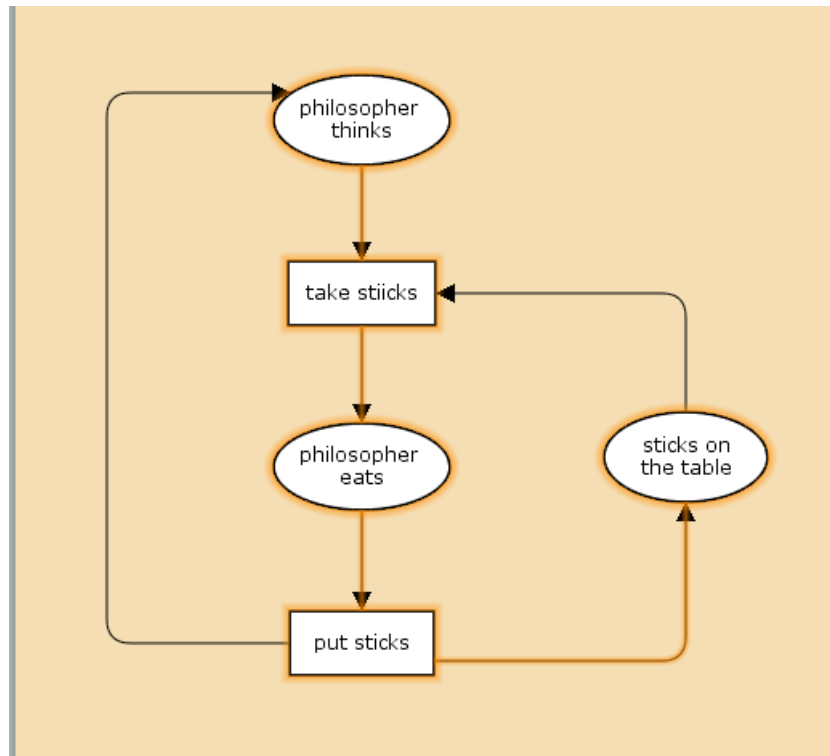 philosopher
thinks
take stiicks
philosopher
eats
sticks on
the table
put sticks